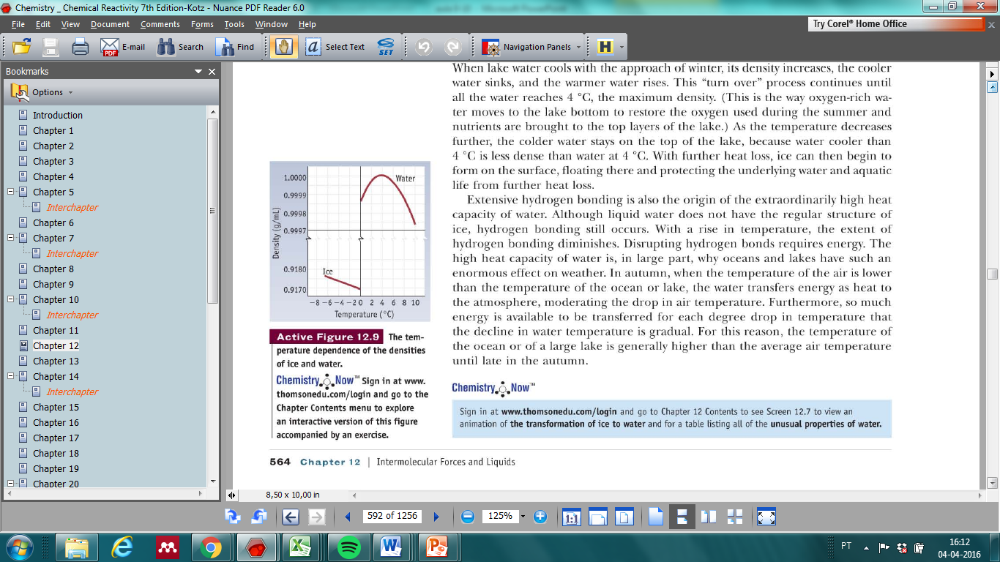 Chemistry _ Chemical Reactivity 7th Edition-Kotz - Nuance PDF Reader 6.0
File Edit View Document Comments Forms Tools Window Help
Try Corel® Home Office
E-mail Search Find Select Text SET Navigation Panels H
Bookmarks
Options
Introduction
Chapter 1
Chapter 2
Chapter 3
Chapter 4
Chapter 5
Interchapter
Chapter 6
Chapter 7
Interchapter
Chapter 8
Chapter 9
Chapter 10
Interchapter
Chapter 11
Chapter 12
Chapter 13
Chapter 14
Interchapter
Chapter 15
Chapter 16
Chapter 17
Chapter 18
Chapter 19
Chapter 20
When lake water cools with the approach of winter, its density increases, the cooler
water sinks, and the warmer water rises. This “turn over” process continues until
all the water reaches 4 °C, the maximum density. (This is the way oxygen-rich wa-
ter moves to the lake bottom to restore the oxygen used during the summer and
nutrients are brought to the top layers of the lake.) As the temperature decreases
further, the colder water stays on the top of the lake, because water cooler than
4 °C is less dense than water at 4 °C. With further heat loss, ice can then begin to
form on the surface, floating there and protecting the underlying water and aquatic
life from further heat loss.
Extensive hydrogen bonding is also the origin of the extraordinarily high heat
capacity of water. Although liquid water does not have the regular structure of
ice, hydrogen bonding still occurs. With a rise in temperature, the extent of
hydrogen bonding diminishes. Disrupting hydrogen bonds requires energy. The
high heat capacity of water is, in large part, why oceans and lakes have such an
enormous effect on weather. In autumn, when the temperature of the air is lower
than the temperature of the ocean or lake, the water transfers energy as heat to
the atmosphere, moderating the drop in air temperature. Furthermore, so much
energy is available to be transferred for each degree drop in temperature that
the decline in water temperature is gradual. For this reason, the temperature of
the ocean or of a large lake is generally higher than the average air temperature
until late in the autumn.
1.0000
0.9999
0.9998
0.9997
0.9180
0.9170
Density (g/mL)
Water
Ice
−8 −6 −4 −2 0 2 4 6 8 10
Temperature (°C)
Active Figure 12.9 The tem-
perature dependence of the densities
of ice and water.
Chemistry Now™ Sign in at www.
thomsonedu.com/login and go to the
Chapter Contents menu to explore
an interactive version of this figure
accompanied by an exercise.
Chemistry Now™
Sign in at www.thomsonedu.com/login and go to Chapter 12 Contents to see Screen 12.7 to view an
animation of the transformation of ice to water and for a table listing all of the unusual properties of water.
564 Chapter 12 | Intermolecular Forces and Liquids
8,50 x 10,00 in
592 of 1256 125% 1:1
PT
16:12
04-04-2016